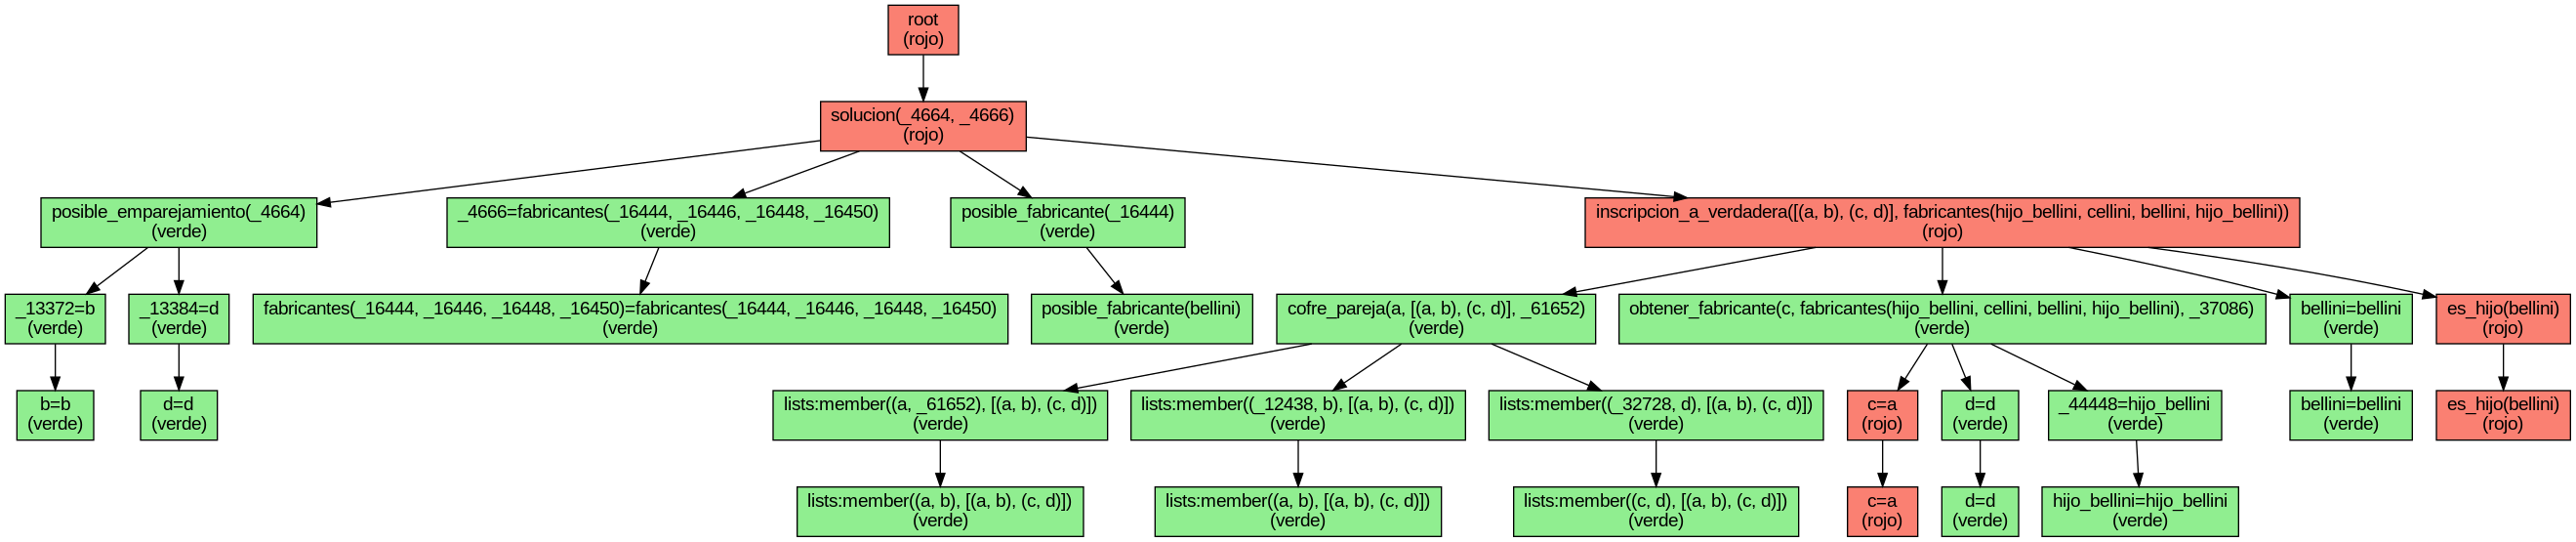 root
(rojo)
solucion(_4664, _4666)
(rojo)
posible_emparejamiento(_4664)
(verde)
_4666=fabricantes(_16444, _16446, _16448, _16450)
(verde)
posible_fabricante(_16444)
(verde)
inscripcion_a_verdadera([(a, b), (c, d)], fabricantes(hijo_bellini, cellini, bellini, hijo_bellini))
(rojo)
_13372=b
(verde)
_13384=d
(verde)
fabricantes(_16444, _16446, _16448, _16450)=fabricantes(_16444, _16446, _16448, _16450)
(verde)
posible_fabricante(bellini)
(verde)
cofre_pareja(a, [(a, b), (c, d)], _61652)
(verde)
obtener_fabricante(c, fabricantes(hijo_bellini, cellini, bellini, hijo_bellini), _37086)
(verde)
bellini=bellini
(verde)
es_hijo(bellini)
(rojo)
b=b
(verde)
d=d
(verde)
lists:member((a, _61652), [(a, b), (c, d)])
(verde)
lists:member((_12438, b), [(a, b), (c, d)])
(verde)
lists:member((_32728, d), [(a, b), (c, d)])
(verde)
c=a
(rojo)
d=d
(verde)
_44448=hijo_bellini
(verde)
bellini=bellini
(verde)
es_hijo(bellini)
(rojo)
lists:member((a, b), [(a, b), (c, d)])
(verde)
lists:member((a, b), [(a, b), (c, d)])
(verde)
lists:member((c, d), [(a, b), (c, d)])
(verde)
c=a
(rojo)
d=d
(verde)
hijo_bellini=hijo_bellini
(verde)